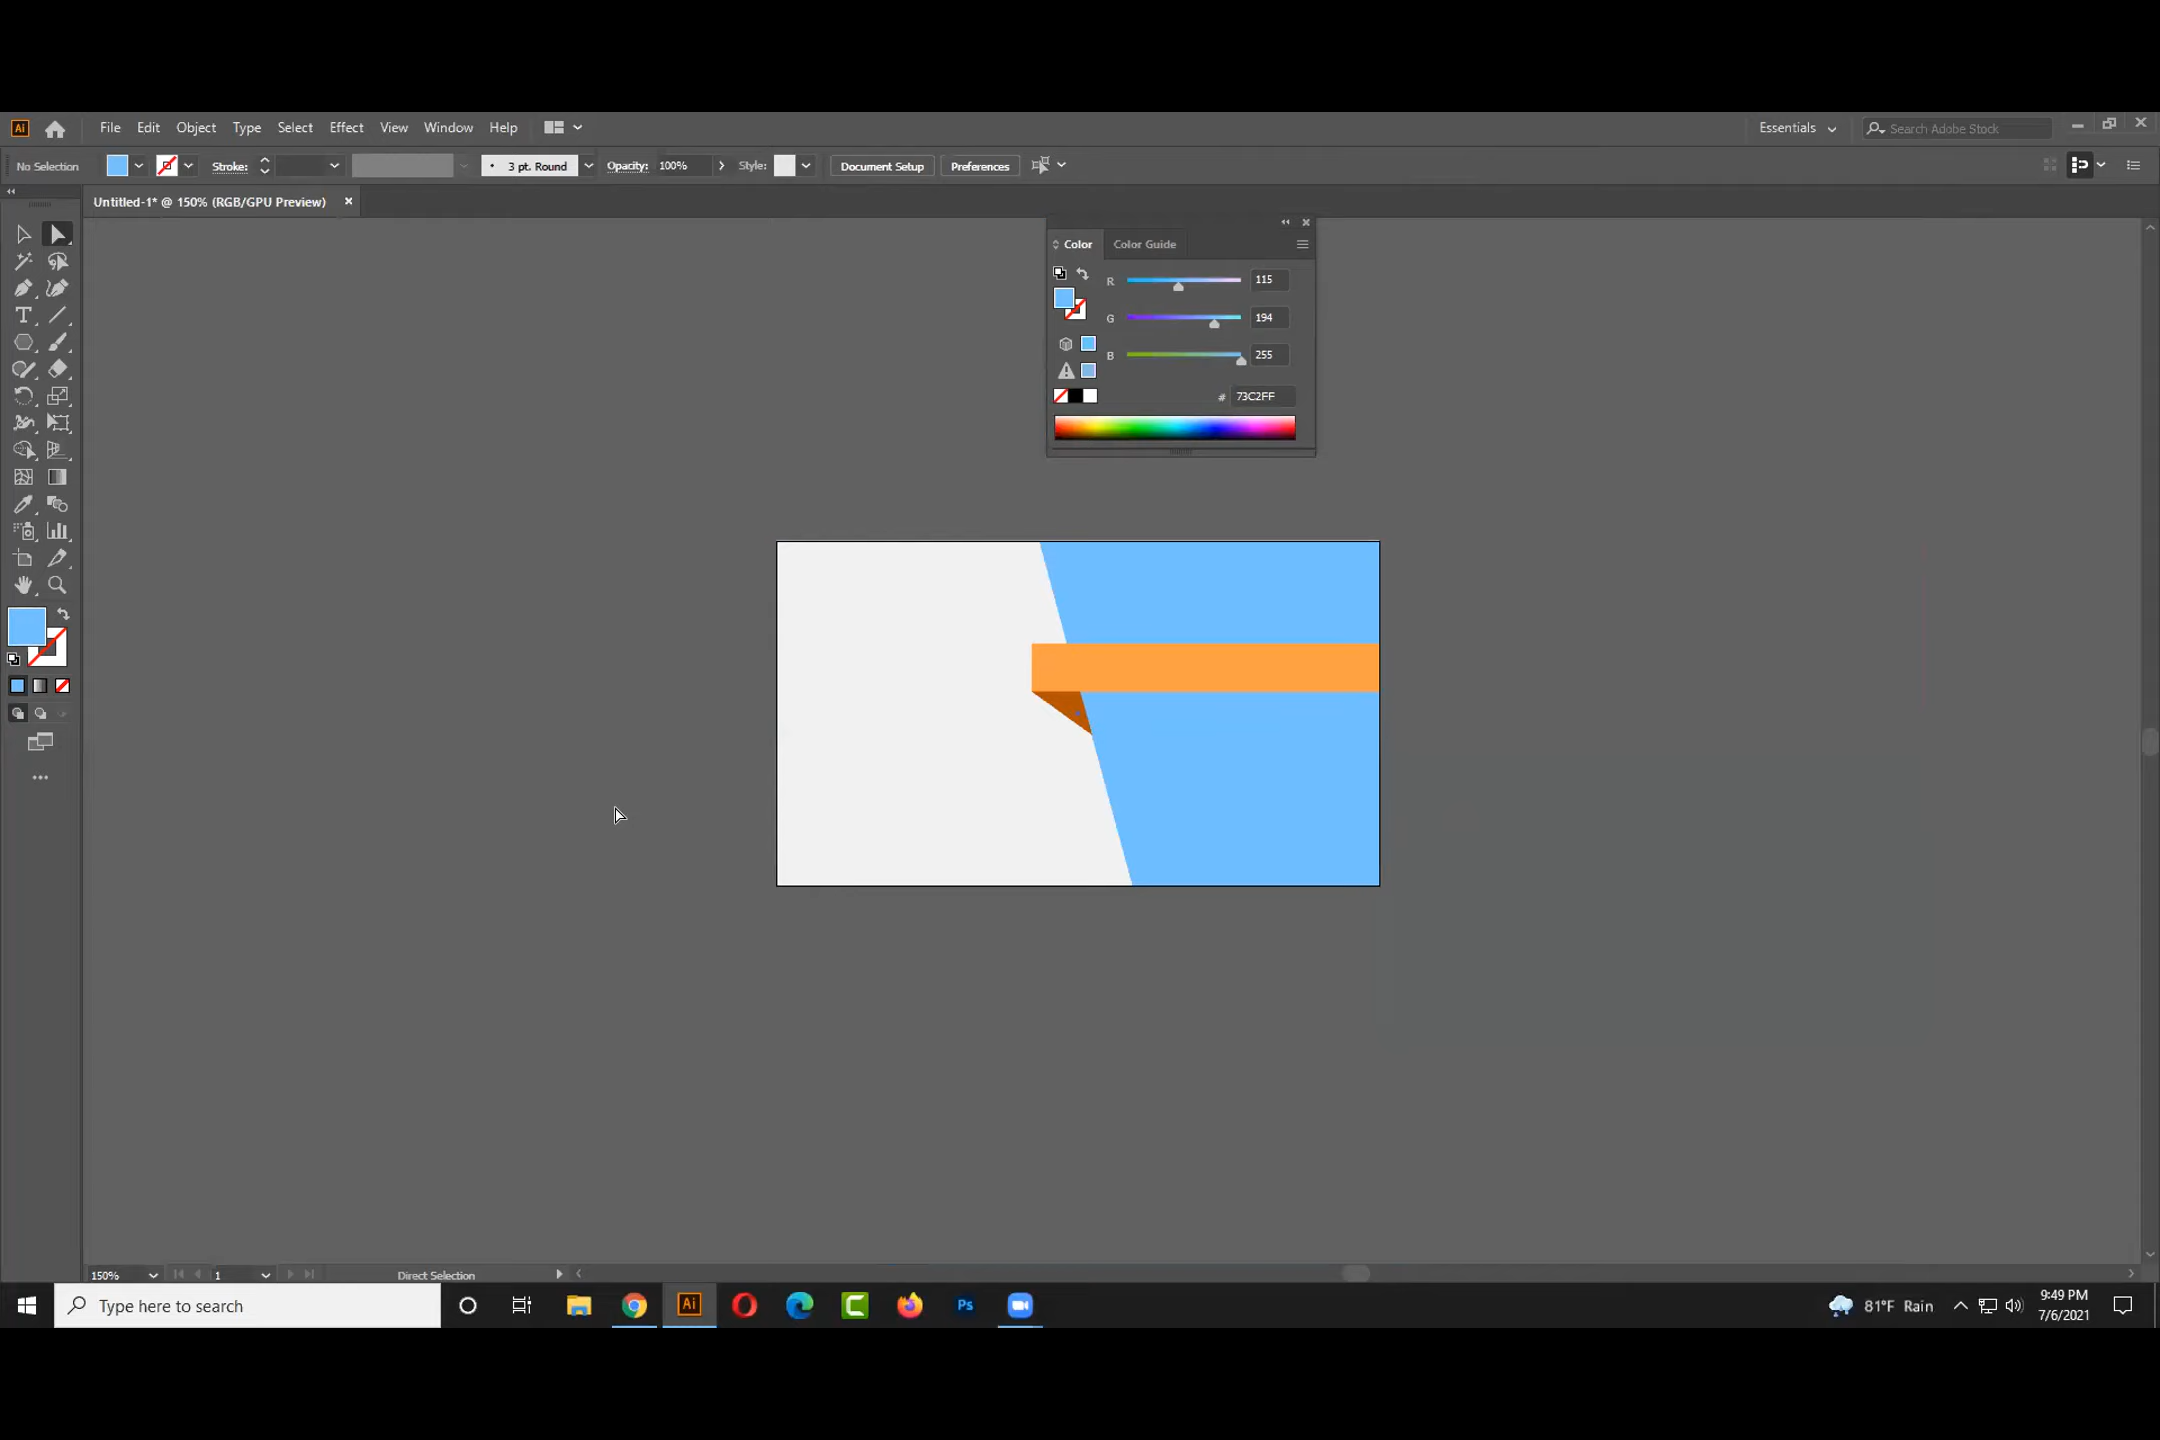 Ai File Edit Object Type Select Effect View Window Help Essentials Search Adobe Stock
No Selection Stroke: 3 pt. Round Opacity: 100% Style: Document Setup Preferences
Untitled-1* @ 150% (RGB/GPU Preview) ×
Color Color Guide
R 115
G 194
B 255
# 73C2FF
150% 1 Direct Selection
Type here to search Ai Ps 81°F Rain
9:49 PM
7/6/2021